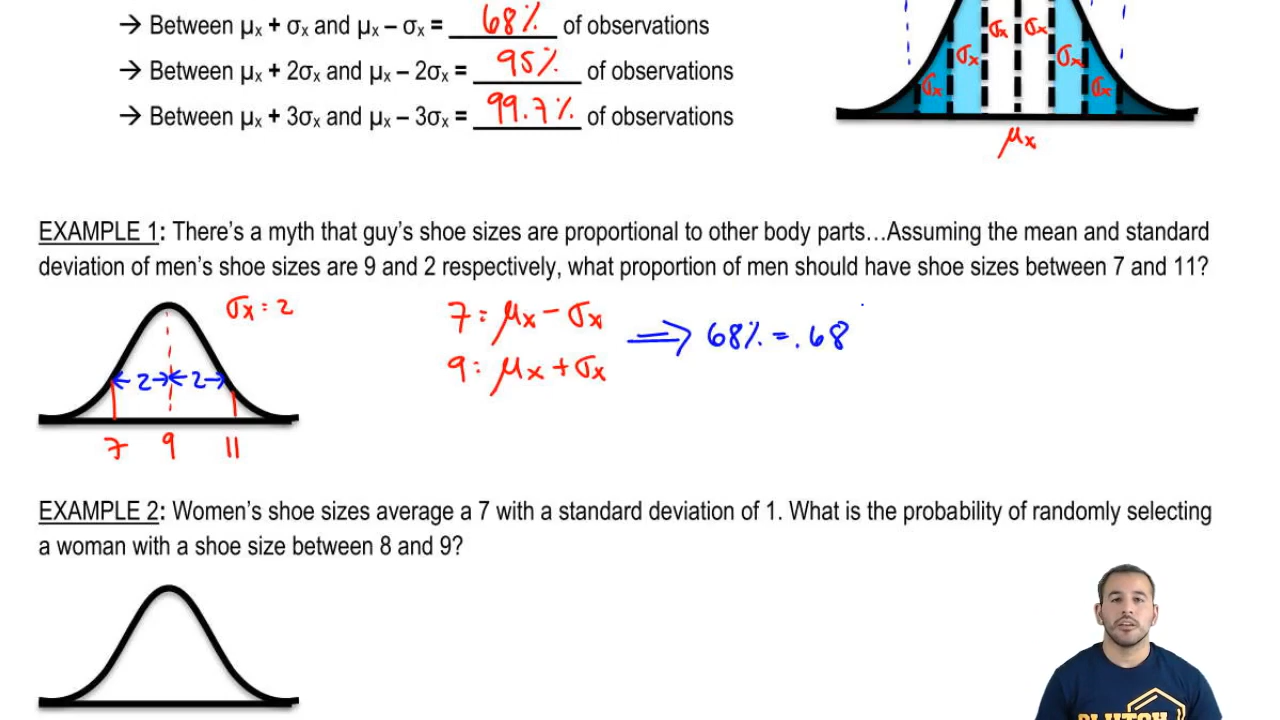 → Between μx + σx and μx – σx = 68% of observations
→ Between μx + 2σx and μx – 2σx = 95% of observations
→ Between μx + 3σx and μx – 3σx = 99.7% of observations
σx σx
σx σx
σx σx
μx
EXAMPLE 1: There's a myth that guy's shoe sizes are proportional to other body parts…Assuming the mean and standard
deviation of men's shoe sizes are 9 and 2 respectively, what proportion of men should have shoe sizes between 7 and 11?
σx = 2
7 = μx − σx
9 = μx + σx
⟹ 68% = .68
←2→←2→
7 9 11
EXAMPLE 2: Women's shoe sizes average a 7 with a standard deviation of 1. What is the probability of randomly selecting
a woman with a shoe size between 8 and 9?